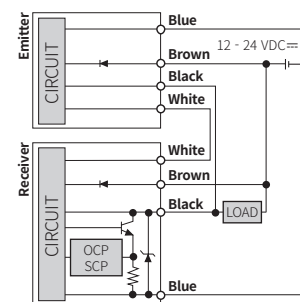 Emitter
CIRCUIT
Blue
12 - 24 VDC⎓
Brown
Black
White
Receiver
CIRCUIT
White
Brown
Black
LOAD
OCP
SCP
Blue